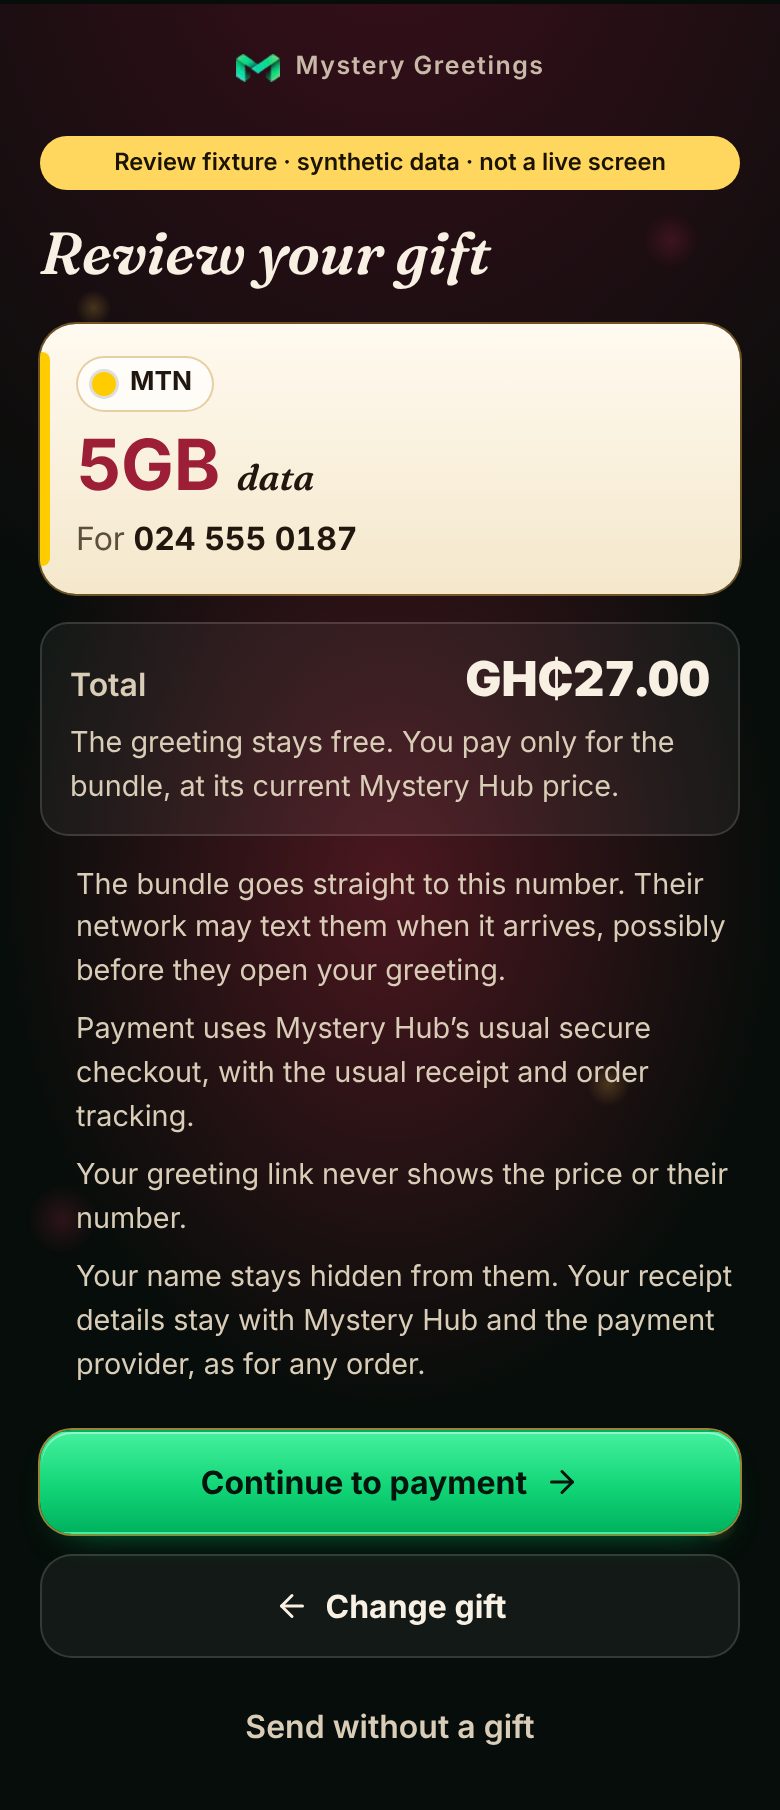 Mystery Greetings
Review fixture · synthetic data · not a live screen
Review your gift
MTN
5GB data
For 024 555 0187
Total GH₵27.00
The greeting stays free. You pay only for the
bundle, at its current Mystery Hub price.
The bundle goes straight to this number. Their
network may text them when it arrives, possibly
before they open your greeting.
Payment uses Mystery Hub’s usual secure
checkout, with the usual receipt and order
tracking.
Your greeting link never shows the price or their
number.
Your name stays hidden from them. Your receipt
details stay with Mystery Hub and the payment
provider, as for any order.
Continue to payment →
← Change gift
Send without a gift